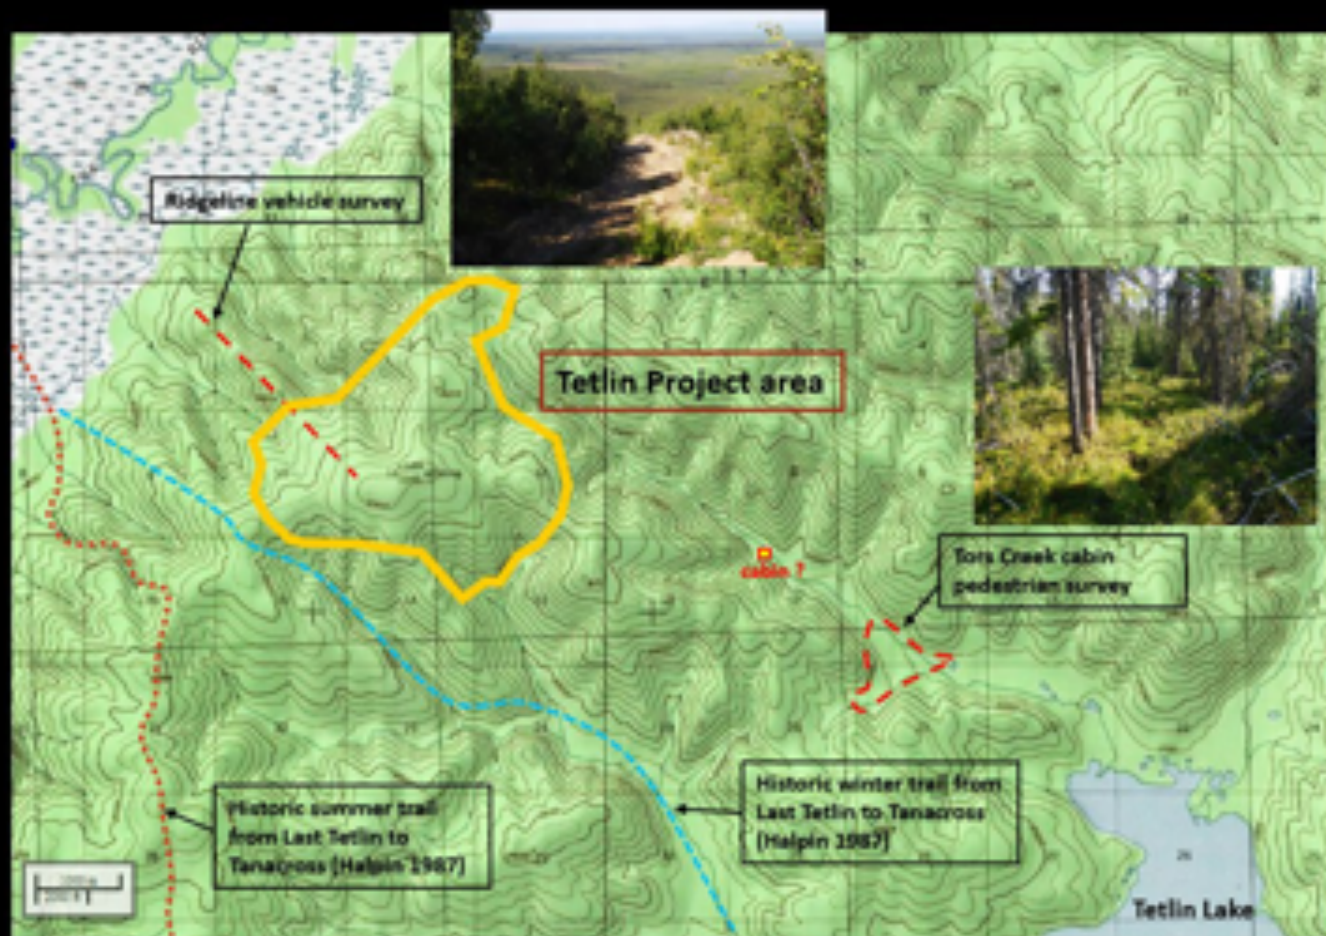 Ridgeline vehicle survey
Tetlin Project area
cabin ?
Tors Creek cabin
pedestrian survey
Historic summer trail
from Last Tetlin to
Tanacross (Halpin 1987)
Historic winter trail from
Last Tetlin to Tanacross
(Halpin 1987)
26
Tetlin Lake